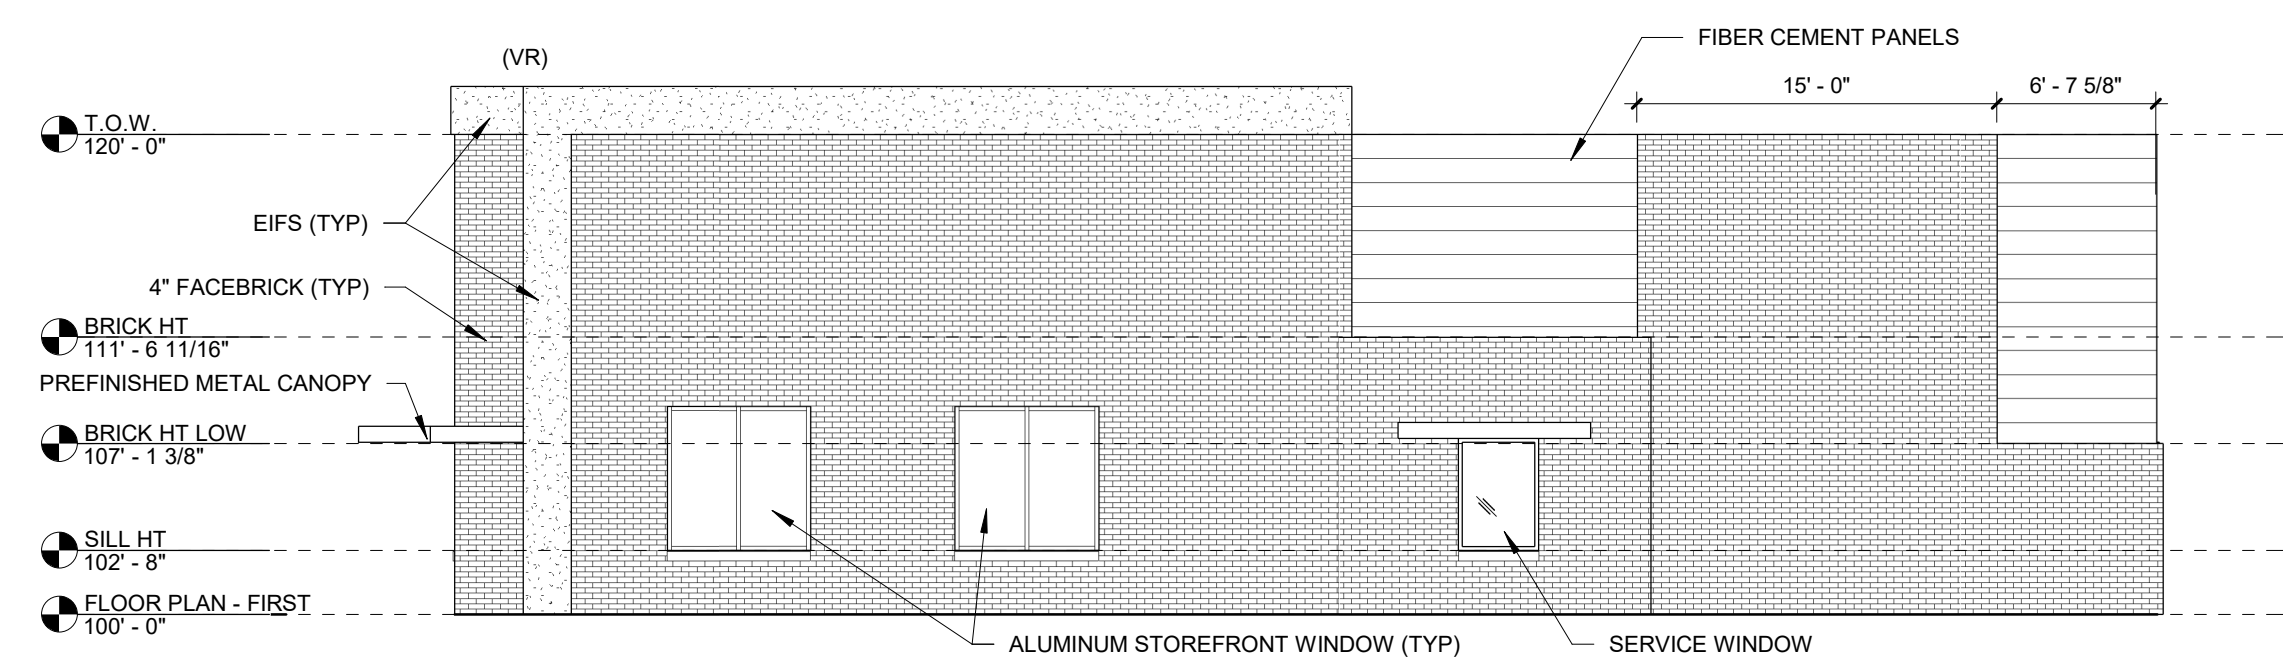 FIBER CEMENT PANELS
(VR)
15' - 0"
6' - 7 5/8"
T.O.W.
120' - 0"
EIFS (TYP)
4" FACEBRICK (TYP)
BRICK HT
111' - 6 11/16"
PREFINISHED METAL CANOPY
BRICK HT LOW
107' - 1 3/8"
SILL HT
102' - 8"
FLOOR PLAN - FIRST
100' - 0"
ALUMINUM STOREFRONT WINDOW (TYP)
SERVICE WINDOW